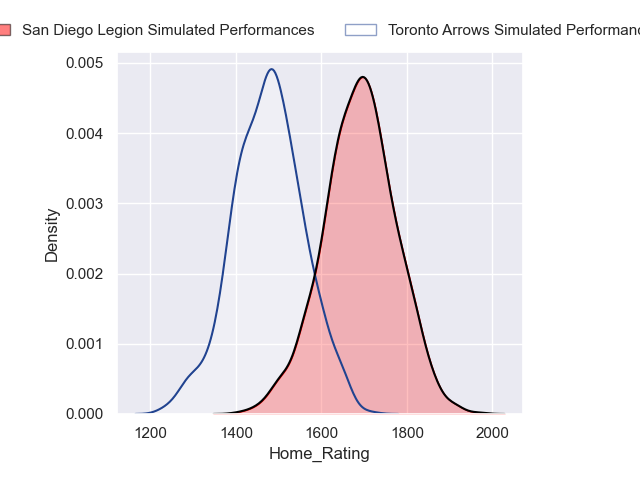 San Diego Legion Simulated Performances
Toronto Arrows Simulated
0.005
0.004
0.003
0.002
0.001
0.000
Density
1200 1400 1600 1800 2000
Home_Rating